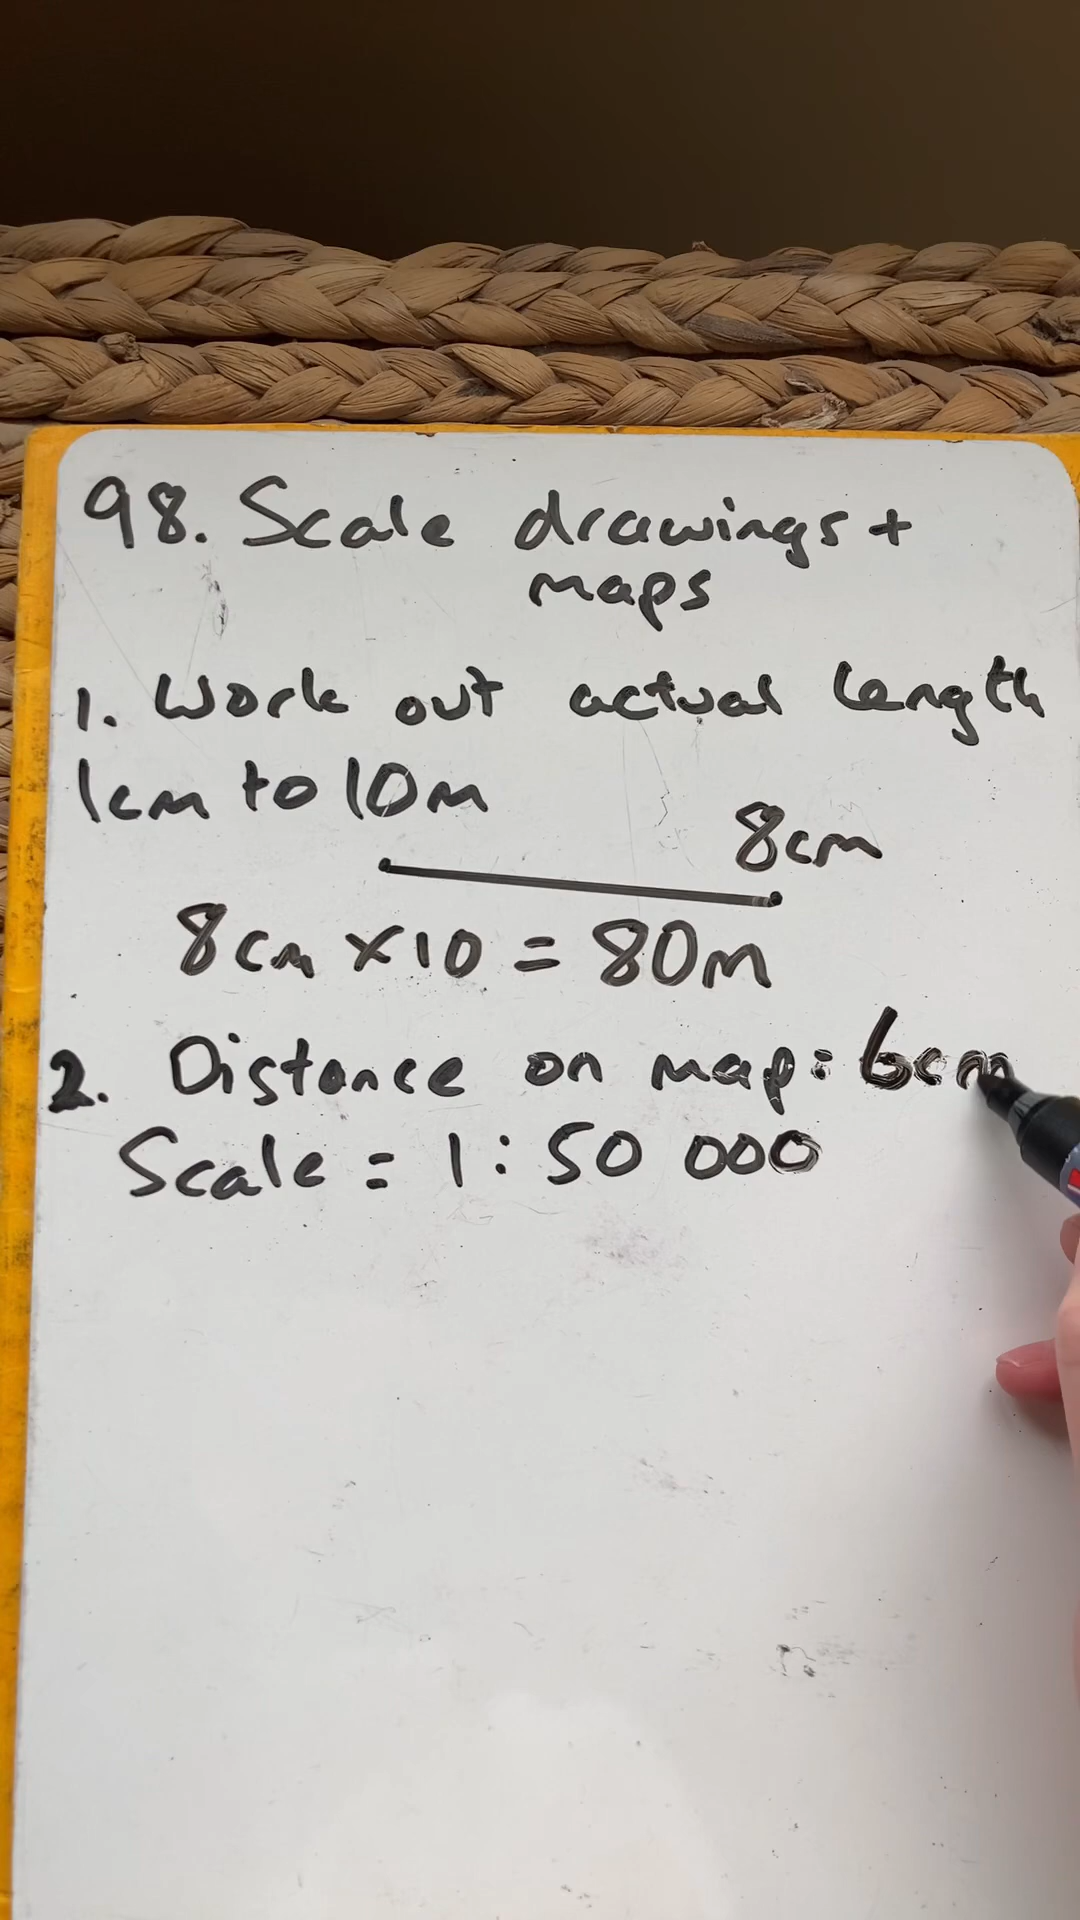 98. Scale drawings +
maps
1. Work out actual length
1cm to 10m
8cm
8cm × 10 = 80m
2. Distance on map: 6cm
Scale = 1 : 50 000